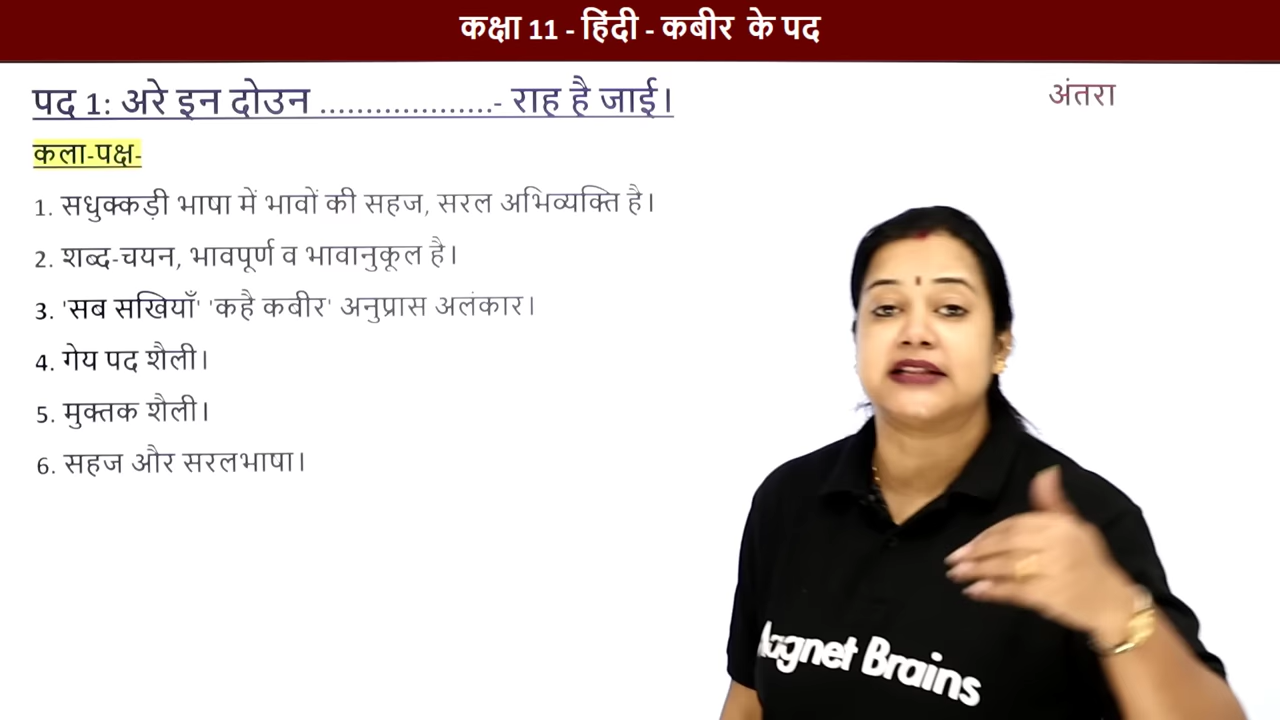 कक्षा 11 - हिंदी - कबीर के पद
पद 1: अरे इन दोउन ...................- राह है जाई।
अंतरा
कला-पक्ष-
1. सधुक्कड़ी भाषा में भावों की सहज, सरल अभिव्यक्ति है।
2. शब्द-चयन, भावपूर्ण व भावानुकूल है।
3. 'सब सखियाँ' 'कहै कबीर' अनुप्रास अलंकार।
4. गेय पद शैली।
5. मुक्तक शैली।
6. सहज और सरलभाषा।
Magnet Brains